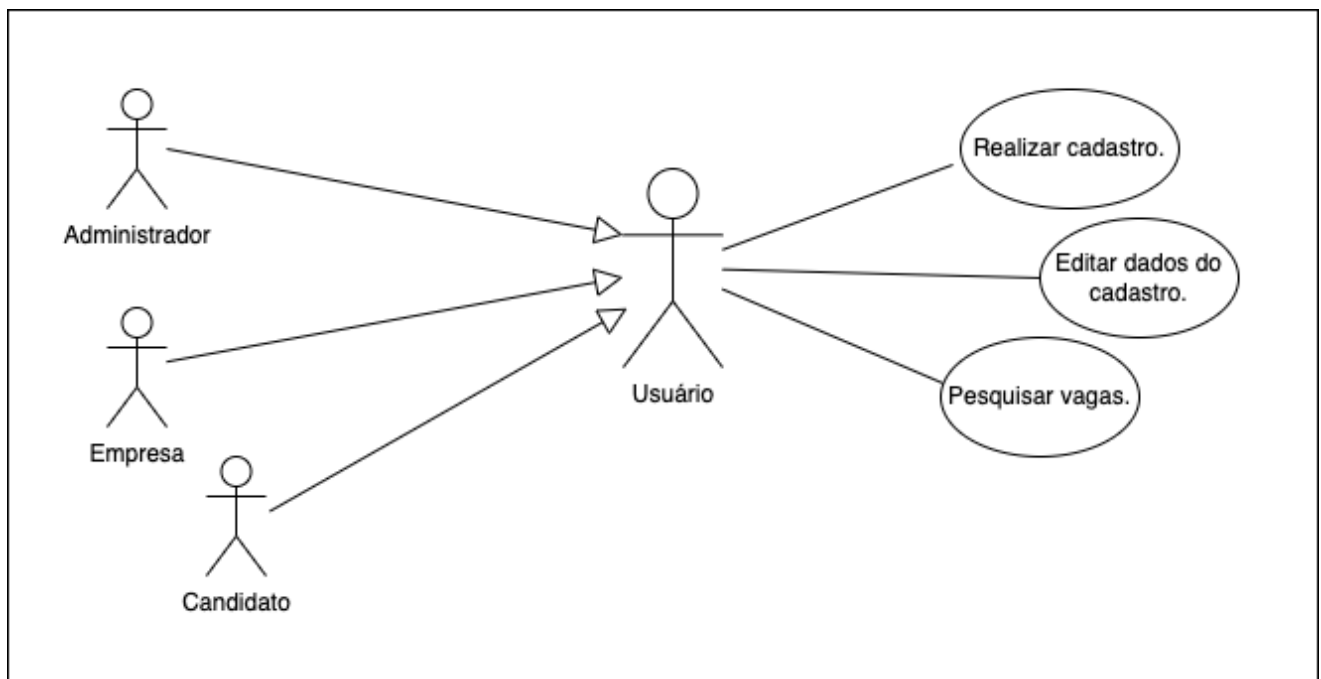 Realizar cadastro.
Administrador
Editar dados do
cadastro.
Usuário
Pesquisar vagas.
Empresa
Candidato